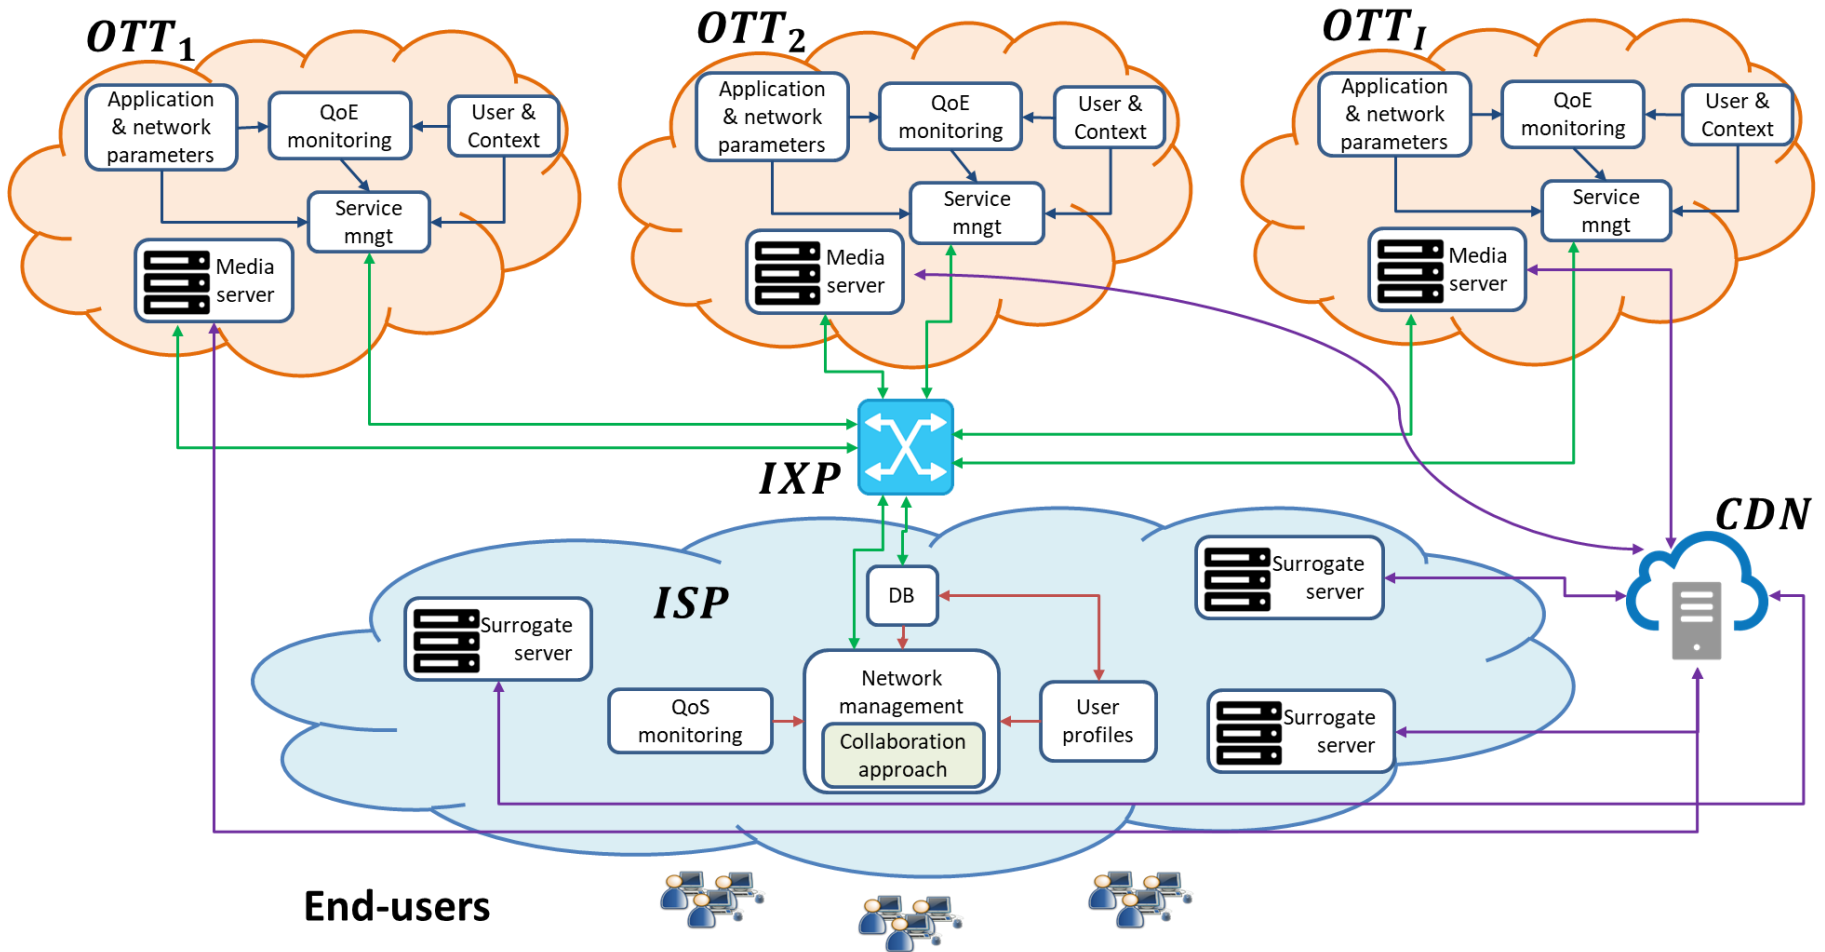 OTT1
Application
& network
parameters
QoE
monitoring
User &
Context
Service
mngt
Media
server
OTT2
Application
& network
parameters
QoE
monitoring
User &
Context
Service
mngt
Media
server
OTTI
Application
& network
parameters
QoE
monitoring
User &
Context
Service
mngt
Media
server
IXP
CDN
ISP
Surrogate
server
DB
Surrogate
server
QoS
monitoring
Network
management
Collaboration
approach
User
profiles
Surrogate
server
End-users